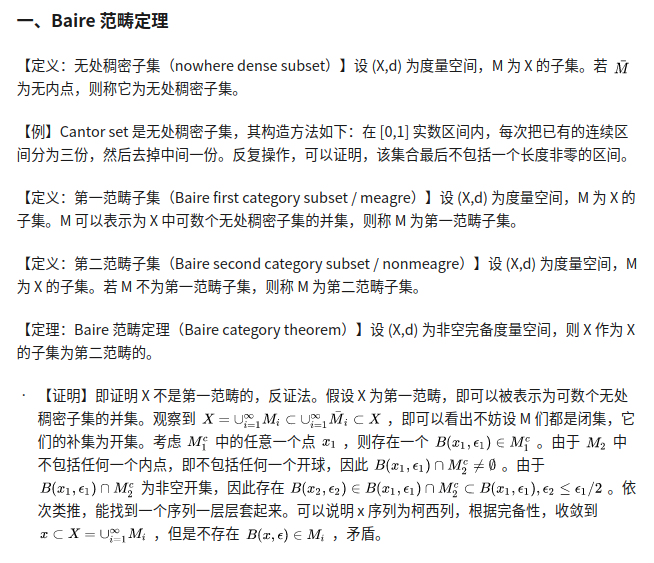 一、Baire 范畴定理
【定义：无处稠密子集（nowhere dense subset）】设 (X,d) 为度量空间，M 为 X 的子集。若 $\bar{M}$
为无内点，则称它为无处稠密子集。
【例】Cantor set 是无处稠密子集，其构造方法如下：在 [0,1] 实数区间内，每次把已有的连续区
间分为三份，然后去掉中间一份。反复操作，可以证明，该集合最后不包括一个长度非零的区间。
【定义：第一范畴子集（Baire first category subset / meagre）】设 (X,d) 为度量空间，M 为 X 的
子集。M 可以表示为 X 中可数个无处稠密子集的并集，则称 M 为第一范畴子集。
【定义：第二范畴子集（Baire second category subset / nonmeagre）】设 (X,d) 为度量空间，M
为 X 的子集。若 M 不为第一范畴子集，则称 M 为第二范畴子集。
【定理：Baire 范畴定理（Baire category theorem）】设 (X,d) 为非空完备度量空间，则 X 作为 X
的子集为第二范畴的。
· 【证明】即证明 X 不是第一范畴的，反证法。假设 X 为第一范畴，即可以被表示为可数个无处
稠密子集的并集。观察到 $X = \cup_{i=1}^{\infty} M_i \subset \cup_{i=1}^{\infty} \bar{M}_i \subset X$ ，即可以看出不妨设 M 们都是闭集，它
们的补集为开集。考虑 $M_1^c$ 中的任意一个点 $x_1$ ，则存在一个 $B(x_1, \epsilon_1) \in M_1^c$ 。由于 $M_2$ 中
不包括任何一个内点，即不包括任何一个开球，因此 $B(x_1, \epsilon_1) \cap M_2^c \neq \emptyset$ 。由于
$B(x_1, \epsilon_1) \cap M_2^c$ 为非空开集，因此存在 $B(x_2, \epsilon_2) \in B(x_1, \epsilon_1) \cap M_2^c \subset B(x_1, \epsilon_1), \epsilon_2 \leq \epsilon_1/2$ 。依
次类推，能找到一个序列一层层套起来。可以说明 x 序列为柯西列，根据完备性，收敛到
$x \subset X = \cup_{i=1}^{\infty} M_i$ ，但是不存在 $B(x, \epsilon) \in M_i$ ，矛盾。